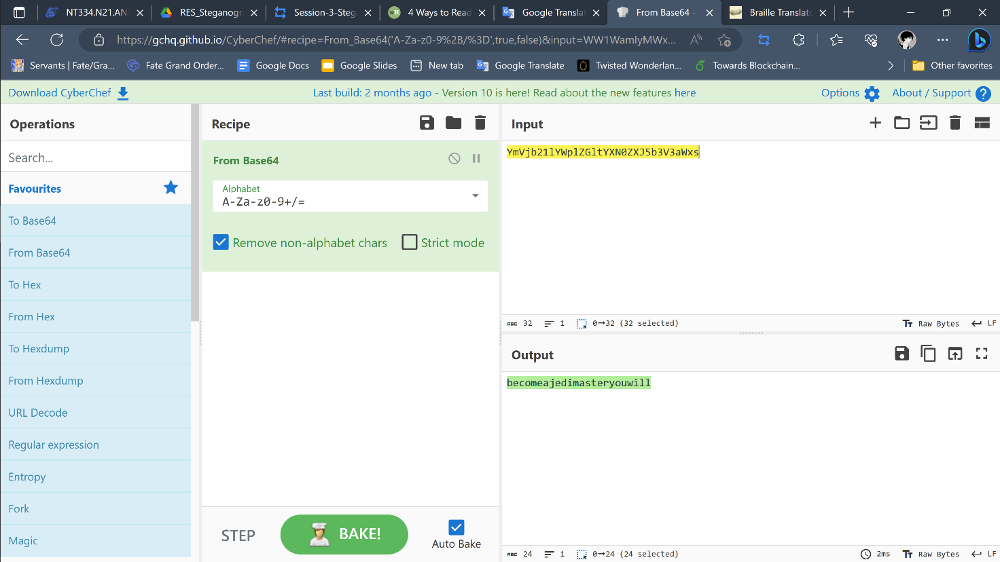 NT334.N21.AN
RES_Steganogr
Session-3-Steg
4 Ways to Read
Google Translat
From Base64 -
Braille Translato
https://gchq.github.io/CyberChef/#recipe=From_Base64('A-Za-z0-9%2B/%3D',true,false)&input=WW1WamIyMWx...
Servants | Fate/Gra...
Fate Grand Order...
Google Docs
Google Slides
New tab
Google Translate
Twisted Wonderlan...
Towards Blockchain...
Other favorites
Download CyberChef
Last build: 2 months ago - Version 10 is here! Read about the new features here
Options
About / Support
Operations
Search...
Favourites
To Base64
From Base64
To Hex
From Hex
To Hexdump
From Hexdump
URL Decode
Regular expression
Entropy
Fork
Magic
Recipe
From Base64
Alphabet
A-Za-z0-9+/=
Remove non-alphabet chars
Strict mode
STEP
BAKE!
Auto Bake
Input
YmVjb21lYWplZGltYXN0ZXJ5b3V3aWxs
ABC 32 1 0→32 (32 selected)
Tт Raw Bytes LF
Output
becomeajedimasteryouwill
ABC 24 1 0→24 (24 selected)
2ms Tт Raw Bytes LF